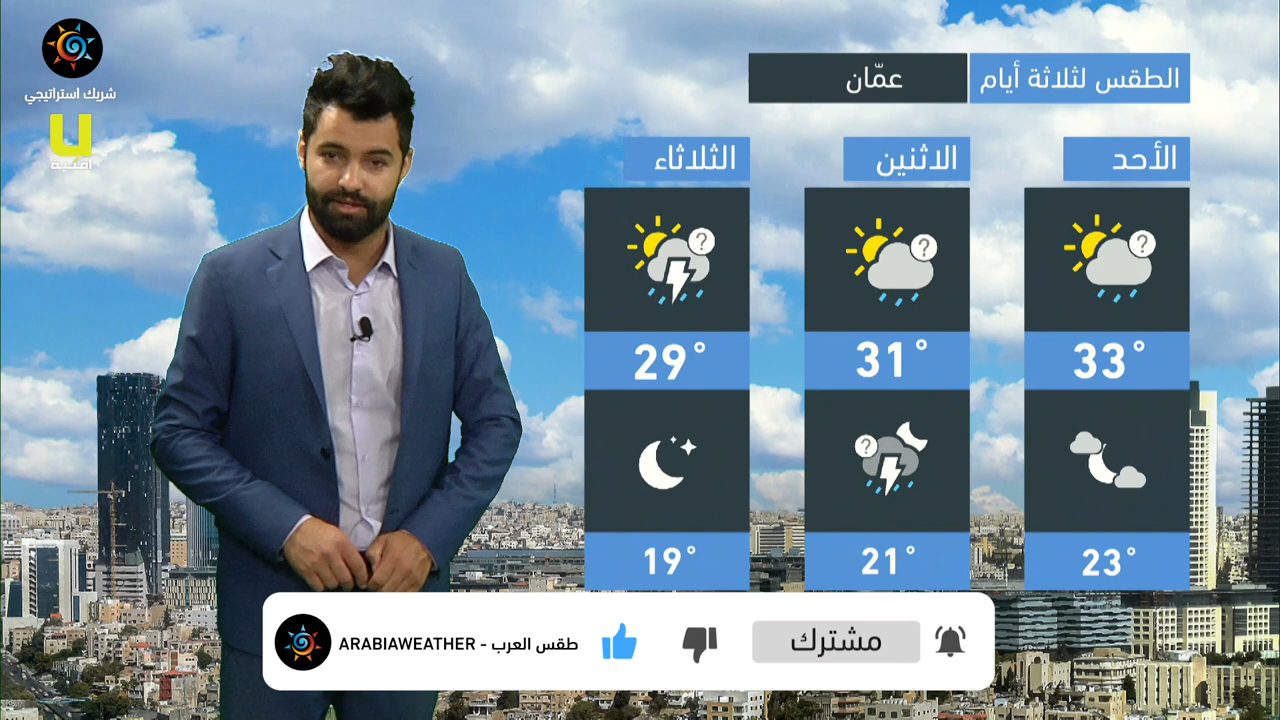 شريك استراتيجي
U
أمنية
الطقس لثلاثة أيام
عمّان
الأحد
الاثنين
الثلاثاء
?
?
?
33°
31°
29°
?
23°
21°
19°
طقس العرب - ARABIAWEATHER
مشترك